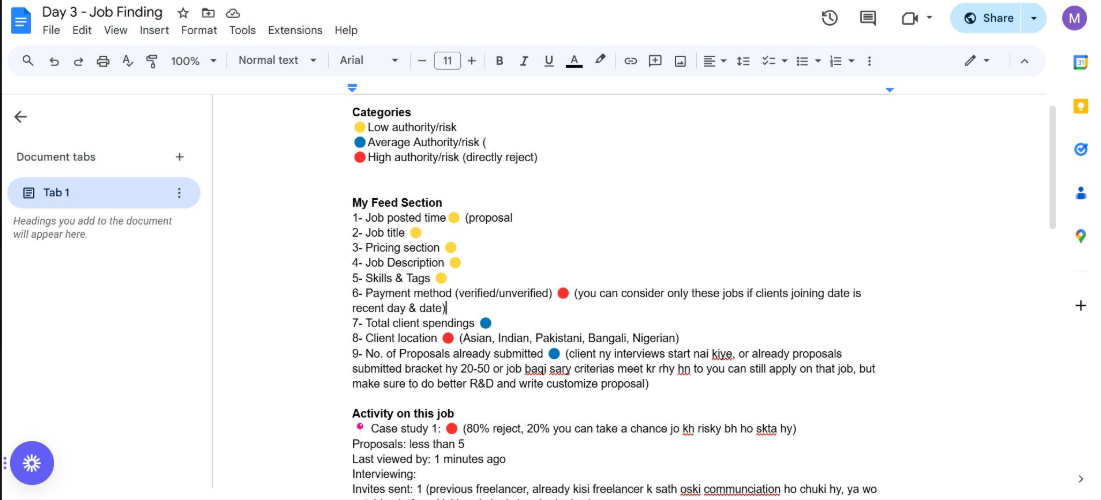 Day 3 - Job Finding
File Edit View Insert Format Tools Extensions Help
Share
M
100% Normal text Arial 11 B I U A
31
Document tabs
Tab 1
Headings you add to the document
will appear here.
Categories
Low authority/risk
Average Authority/risk (
High authority/risk (directly reject)
My Feed Section
1- Job posted time (proposal
2- Job title
3- Pricing section
4- Job Description
5- Skills & Tags
6- Payment method (verified/unverified) (you can consider only these jobs if clients joining date is
recent day & date)
7- Total client spendings
8- Client location (Asian, Indian, Pakistani, Bangali, Nigerian)
9- No. of Proposals already submitted (client ny interviews start nai kiye, or already proposals
submitted bracket hy 20-50 or job baqi sary criterias meet kr rhy hn to you can still apply on that job, but
make sure to do better R&D and write customize proposal)
Activity on this job
Case study 1: (80% reject, 20% you can take a chance jo kh risky bh ho skta hy)
Proposals: less than 5
Last viewed by: 1 minutes ago
Interviewing:
Invites sent: 1 (previous freelancer, already kisi freelancer k sath oski communciation ho chuki hy, ya wo